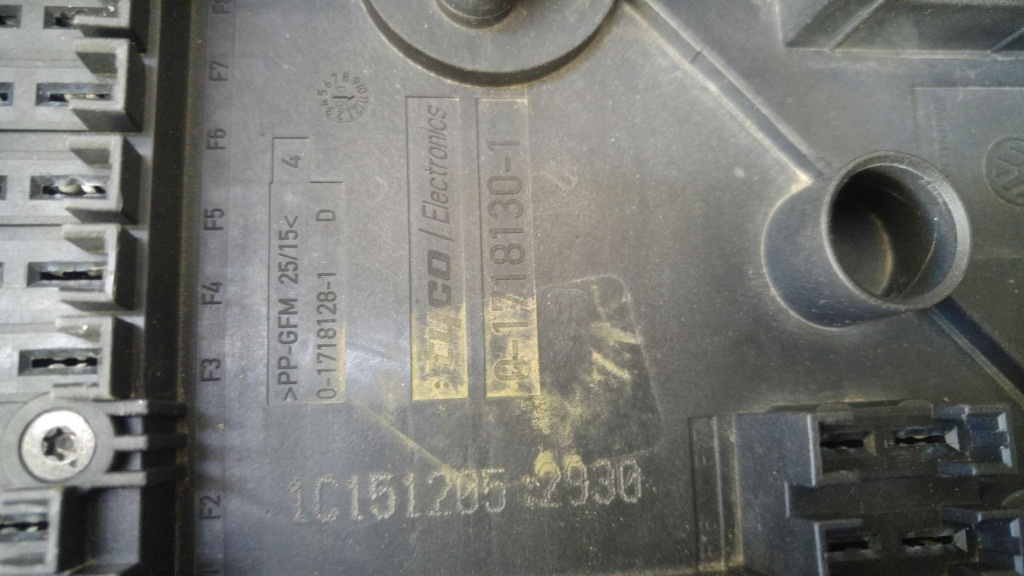 F7
F6
F5
F4
F3
F2
4
>PP-GFM 25/15<
0-1718128-1 D
Tyco / Electronics
0-1718130-1
1C151205 2930